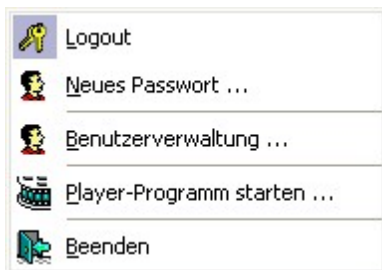 Logout
Neues Passwort ...
Benutzerverwaltung ...
Player-Programm starten ...
Beenden